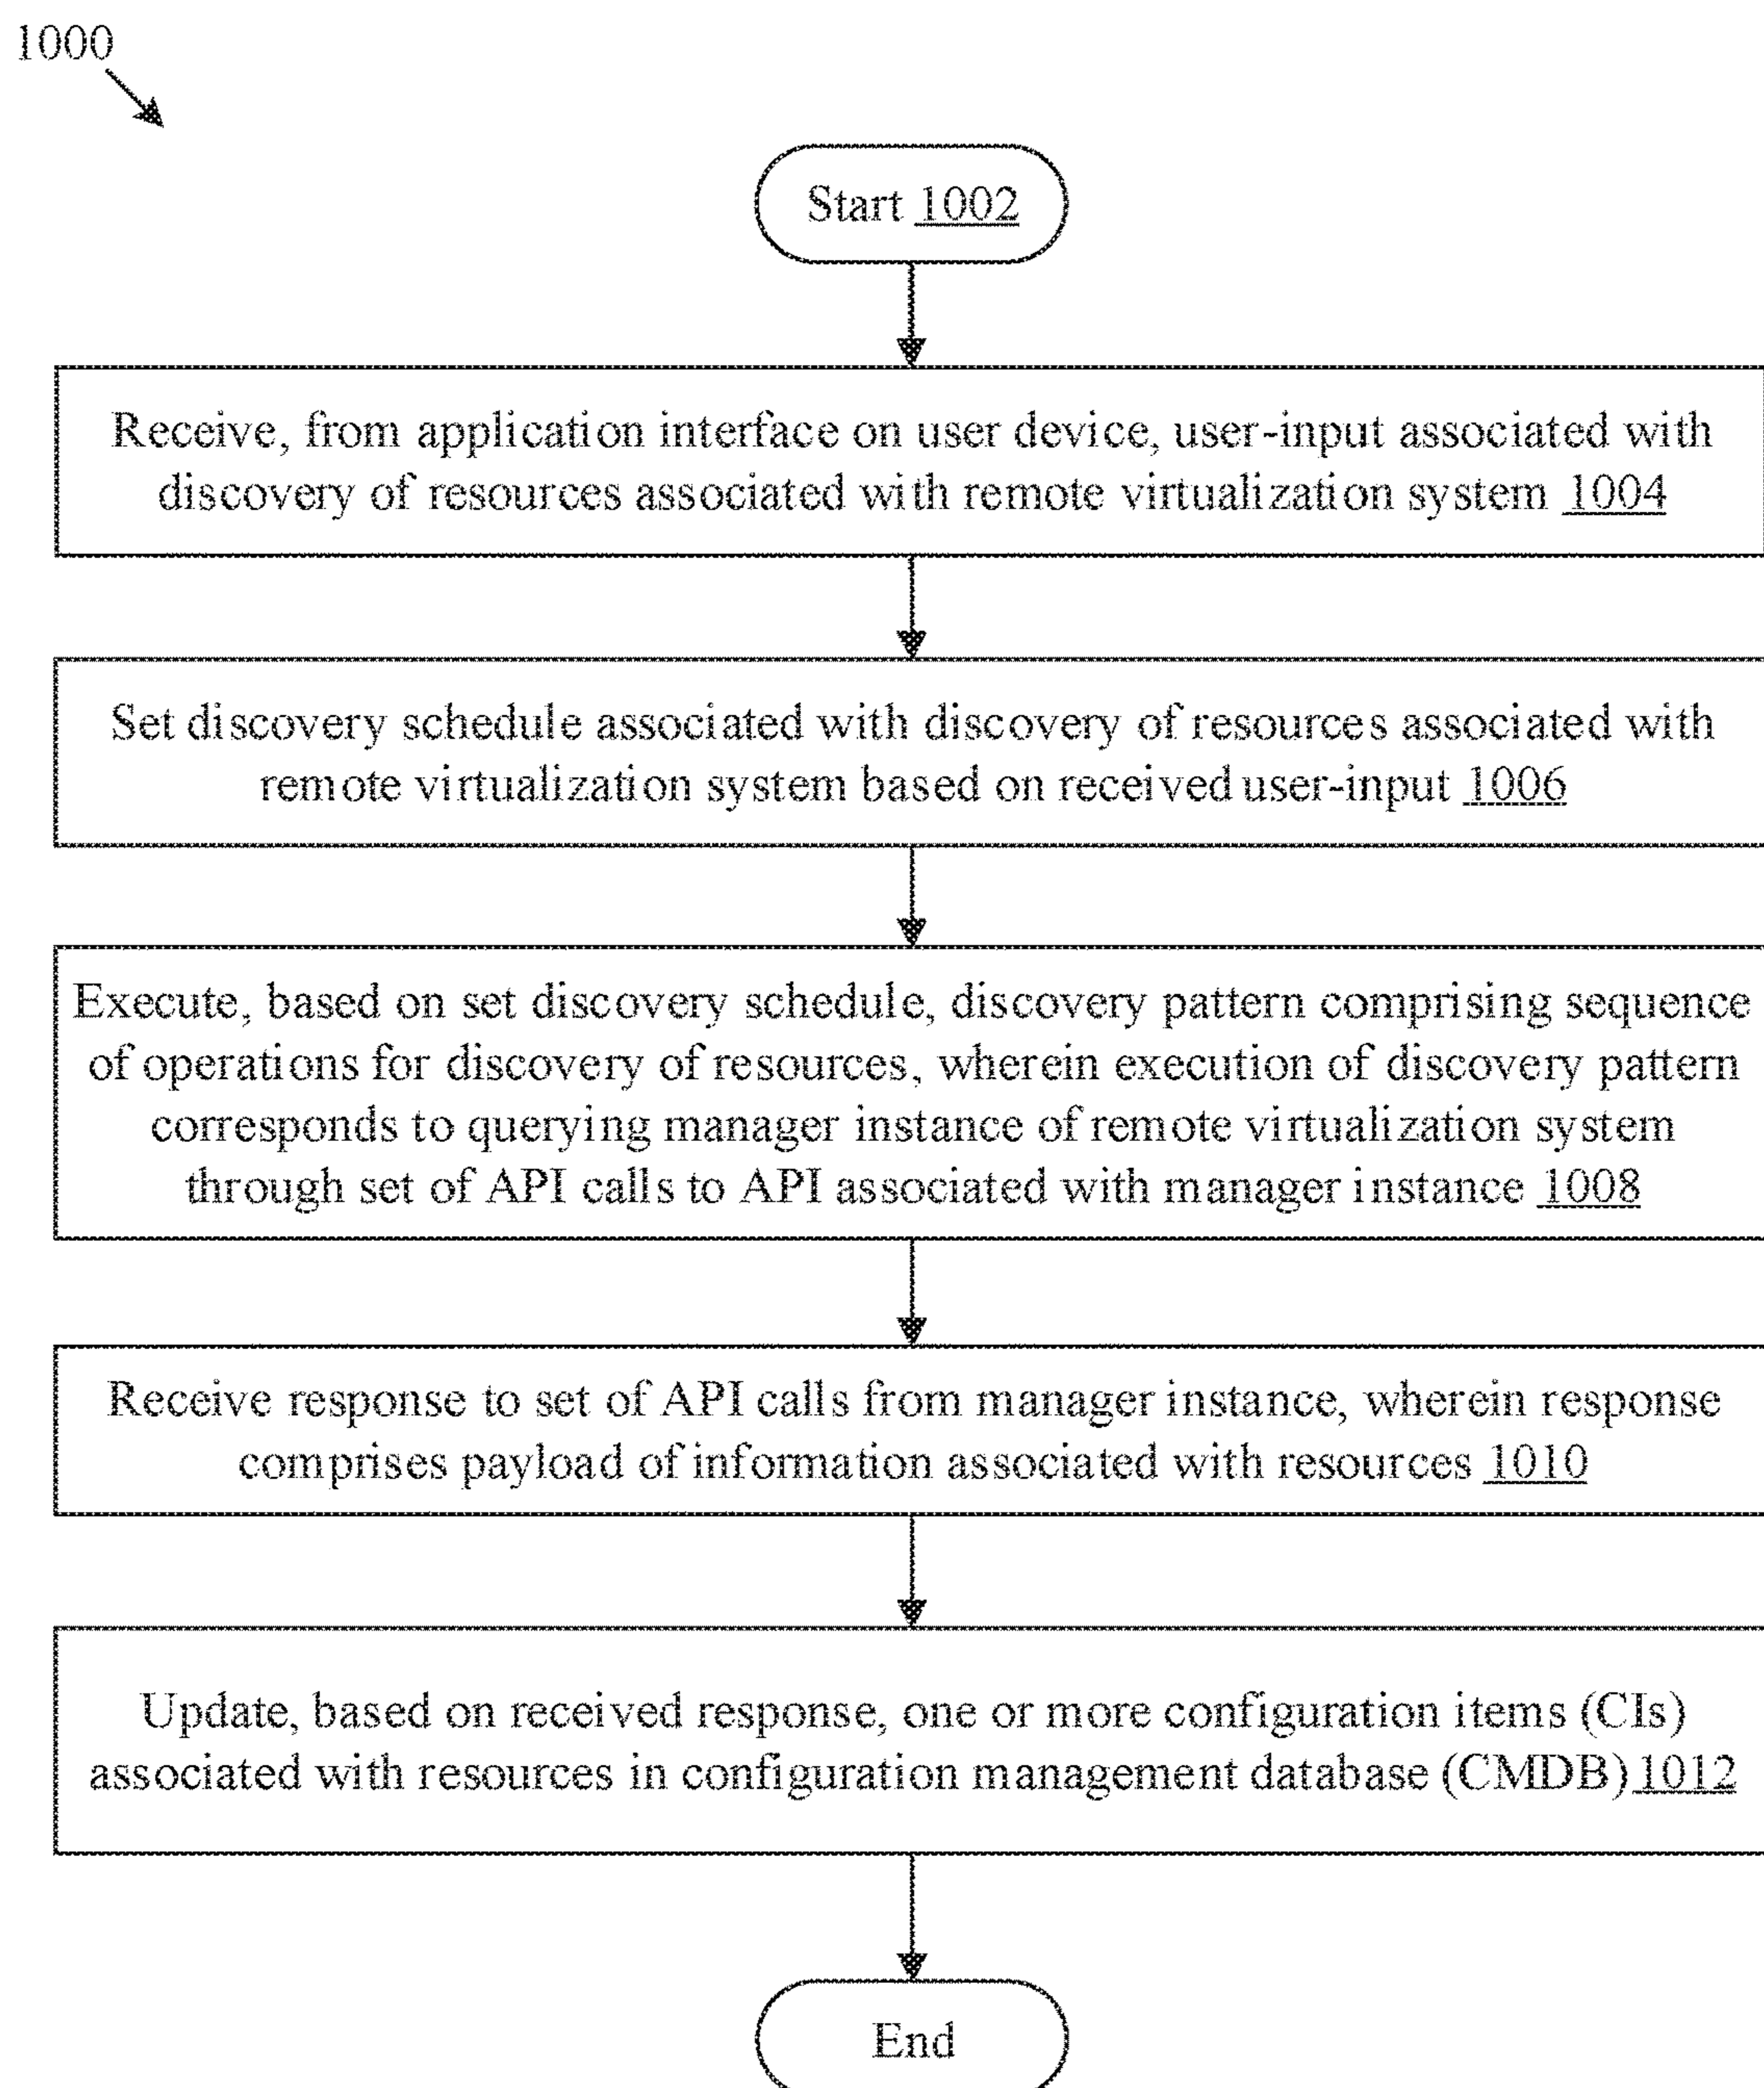 1000
Start 1002
Receive, from application interface on user device, user-input associated with
discovery of resources associated with remote virtualization system 1004
Set discovery schedule associated with discovery of resources associated with
remote virtualization system based on received user-input 1006
Execute, based on set discovery schedule, discovery pattern comprising sequence
of operations for discovery of resources, wherein execution of discovery pattern
corresponds to querying manager instance of remote virtualization system
through set of API calls to API associated with manager instance 1008
Receive response to set of API calls from manager instance, wherein response
comprises payload of information associated with resources 1010
Update, based on received response, one or more configuration items (CIs)
associated with resources in configuration management database (CMDB) 1012
End